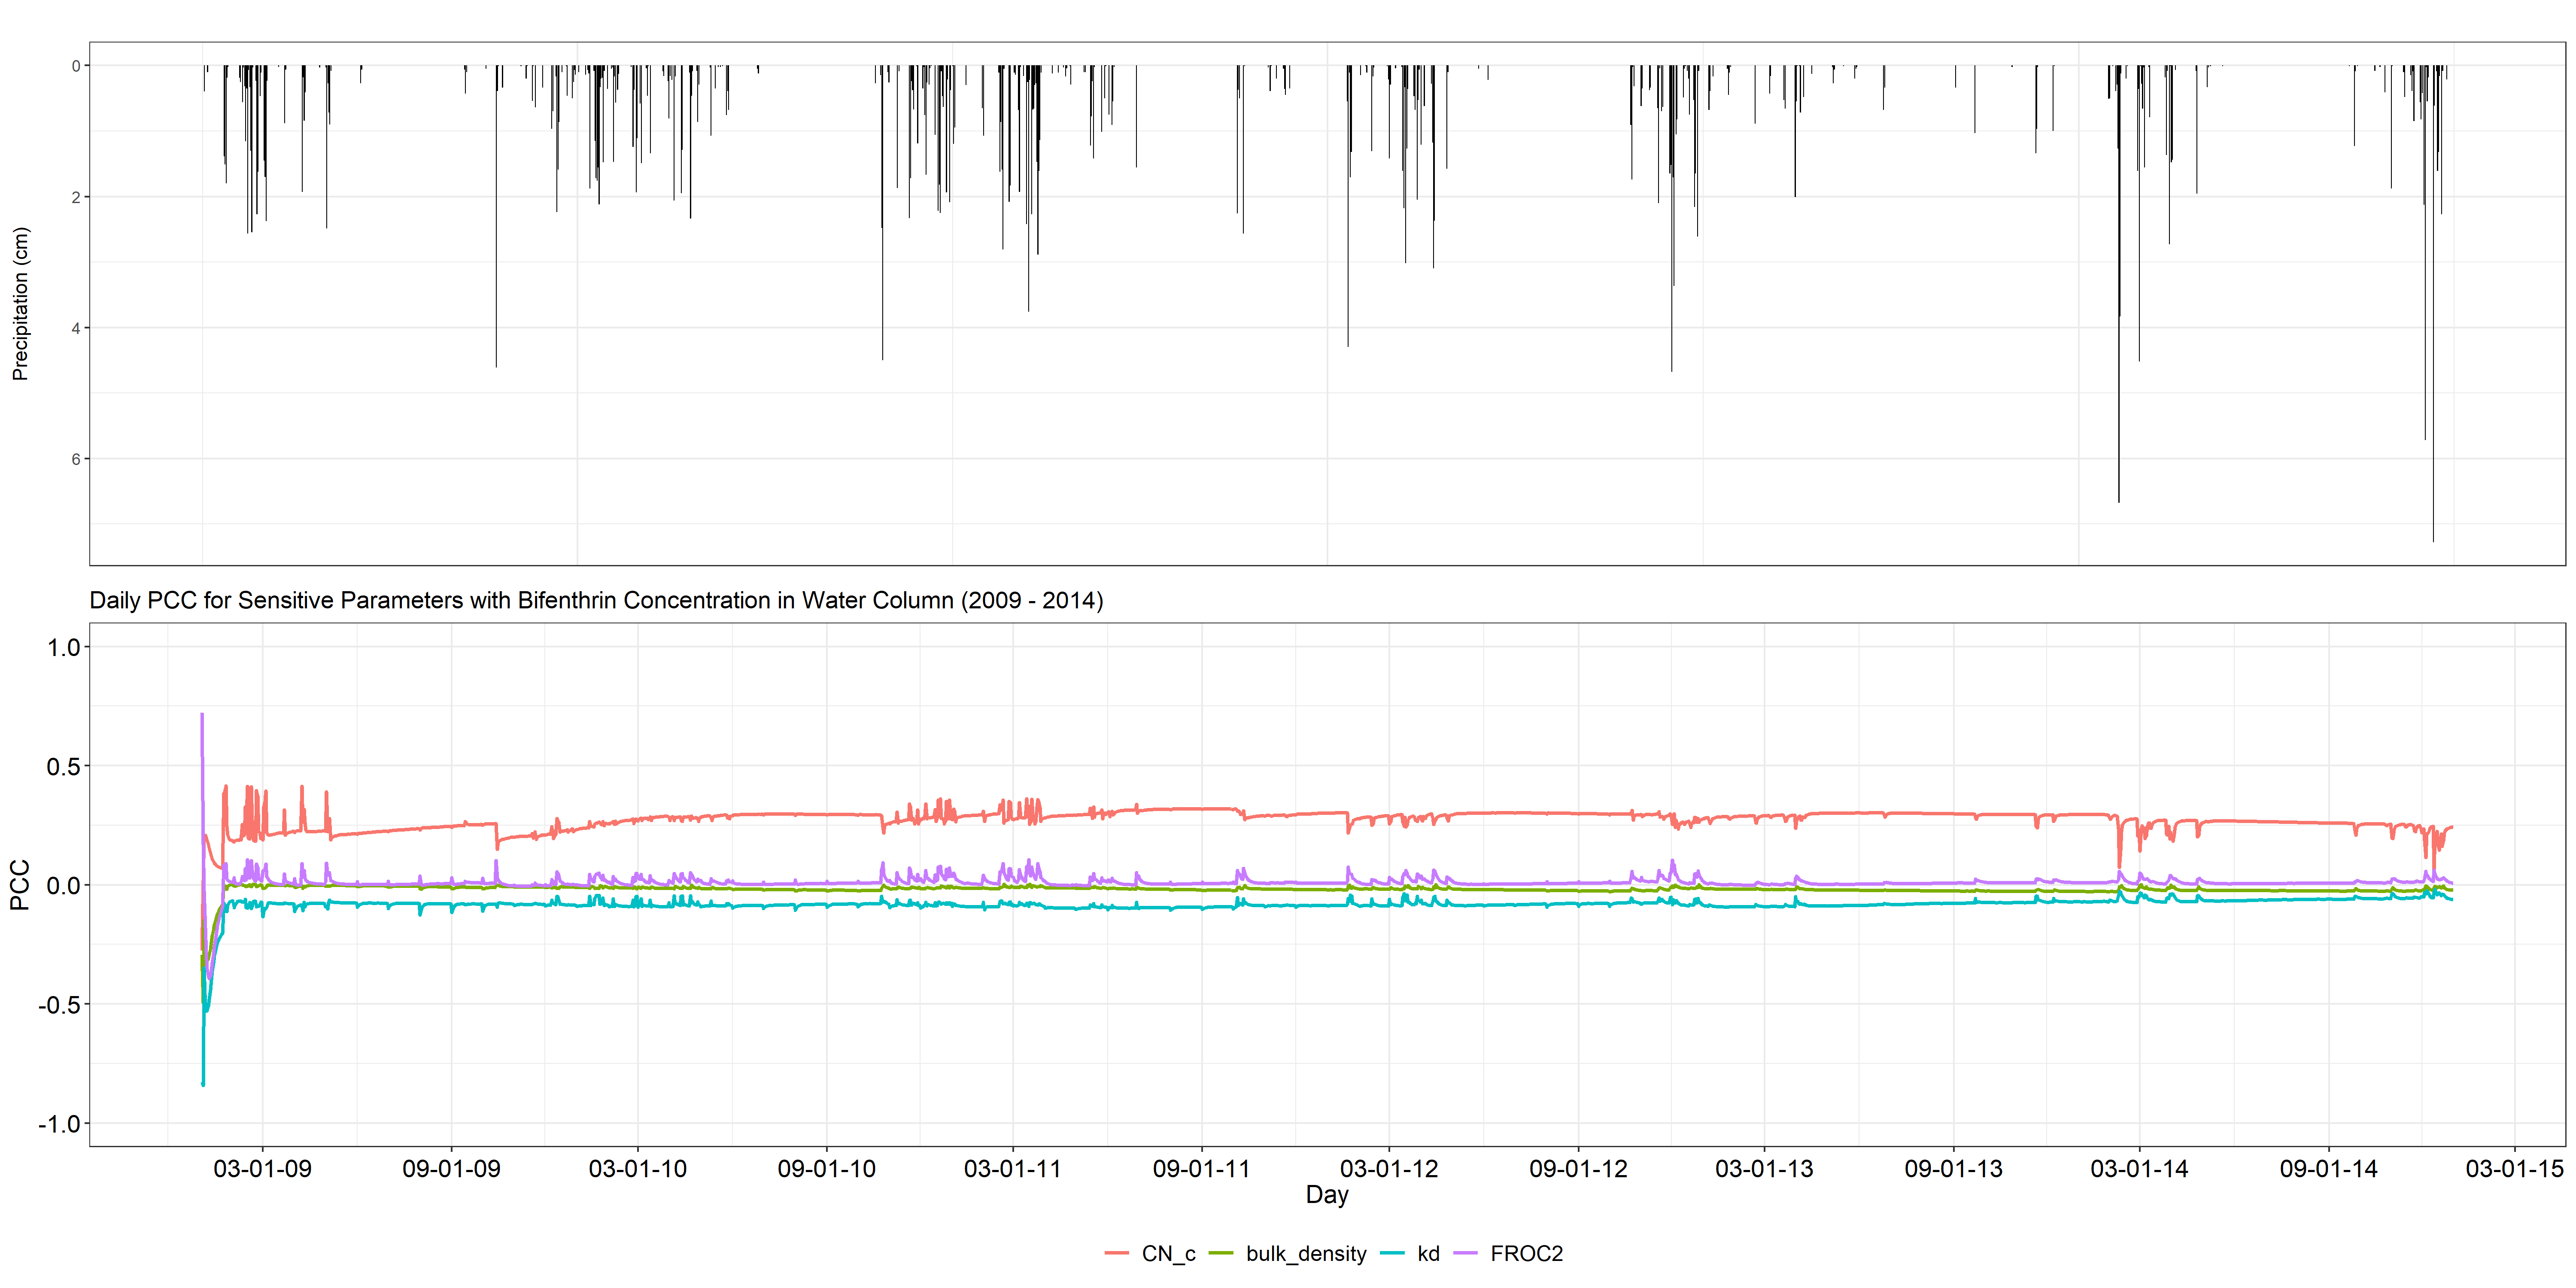 0
2
4
6
Precipitation (cm)
Daily PCC for Sensitive Parameters with Bifenthrin Concentration in Water Column (2009 - 2014)
1.0
0.5
0.0
-0.5
-1.0
PCC
03-01-09 09-01-09 03-01-10 09-01-10 03-01-11 09-01-11 03-01-12 09-01-12 03-01-13 09-01-13 03-01-14 09-01-14 03-01-15
Day
CN_c bulk_density kd FROC2